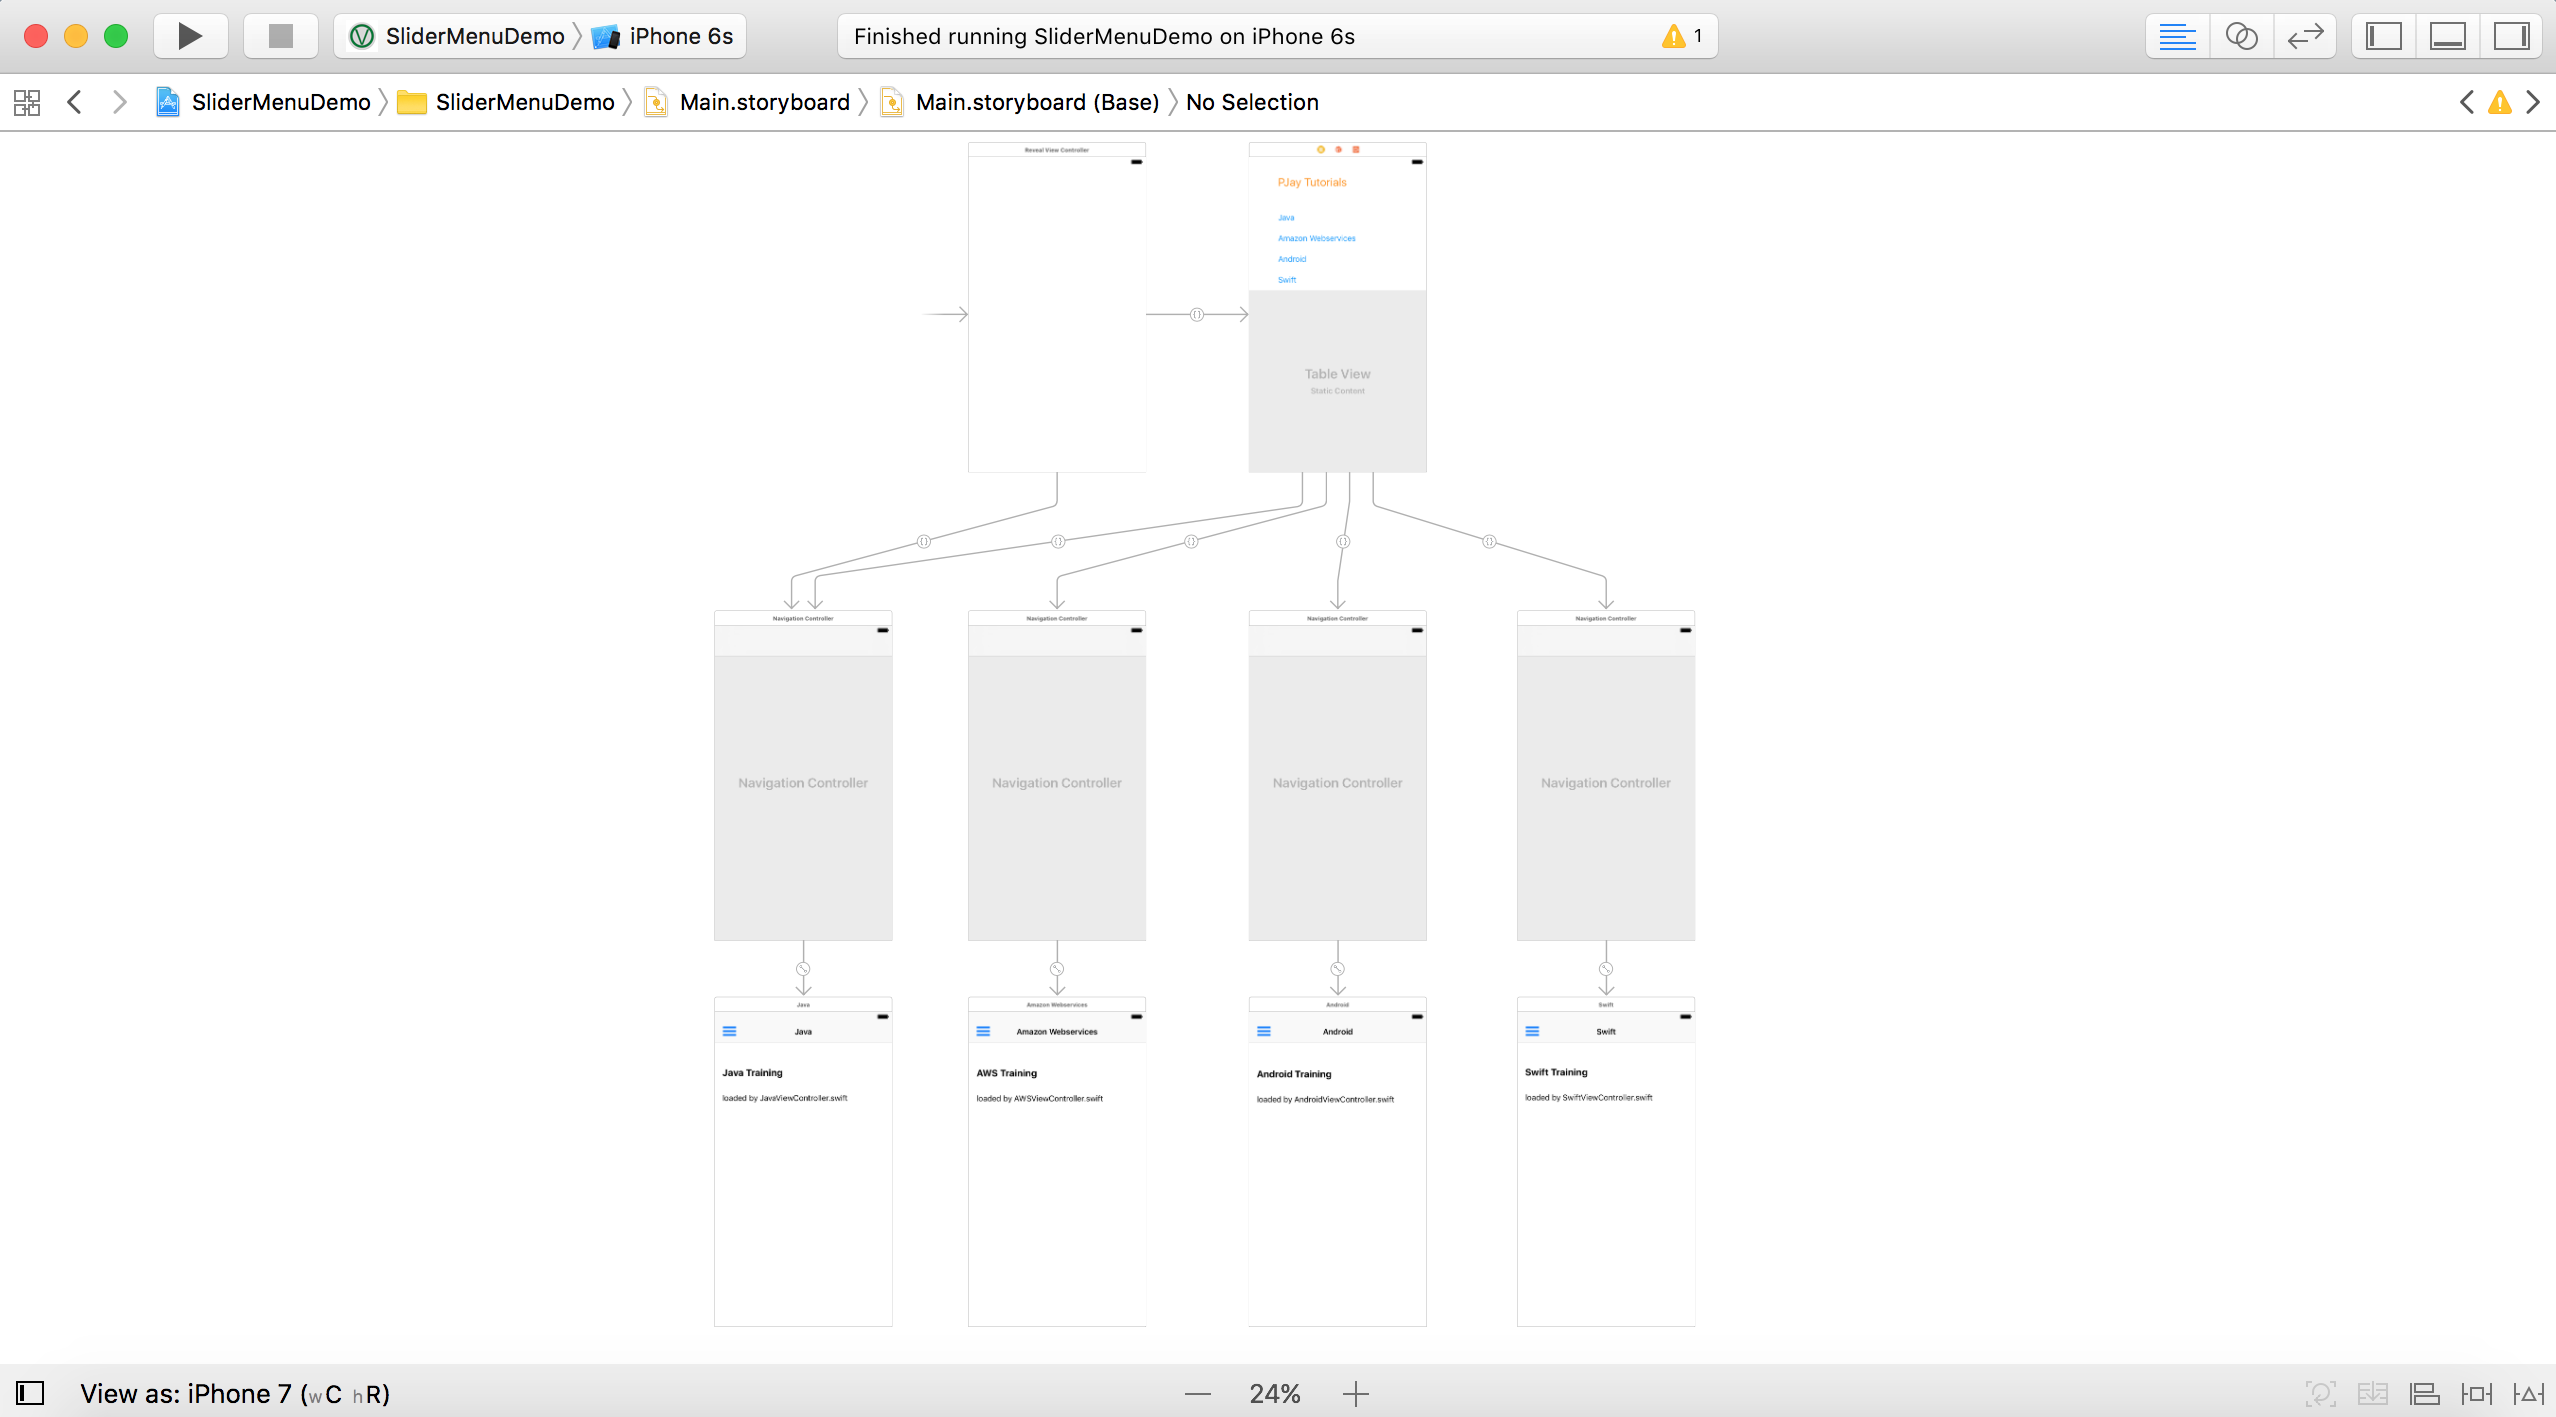 SliderMenuDemo iPhone 6s
Finished running SliderMenuDemo on iPhone 6s
1
SliderMenuDemo SliderMenuDemo Main.storyboard Main.storyboard (Base) No Selection
Reveal View Controller
PJay Tutorials
Java
Amazon Webservices
Android
Swift
Table View
Static Content
Navigation Controller
Navigation Controller
Navigation Controller
Navigation Controller
Navigation Controller
Navigation Controller
Navigation Controller
Navigation Controller
Java
Java
Java Training
loaded by JavaViewController.swift
Amazon Webservices
Amazon Webservices
AWS Training
loaded by AWSViewController.swift
Android
Android
Android Training
loaded by AndroidViewController.swift
Swift
Swift
Swift Training
loaded by SwiftViewController.swift
View as: iPhone 7 (wC hR)
24%